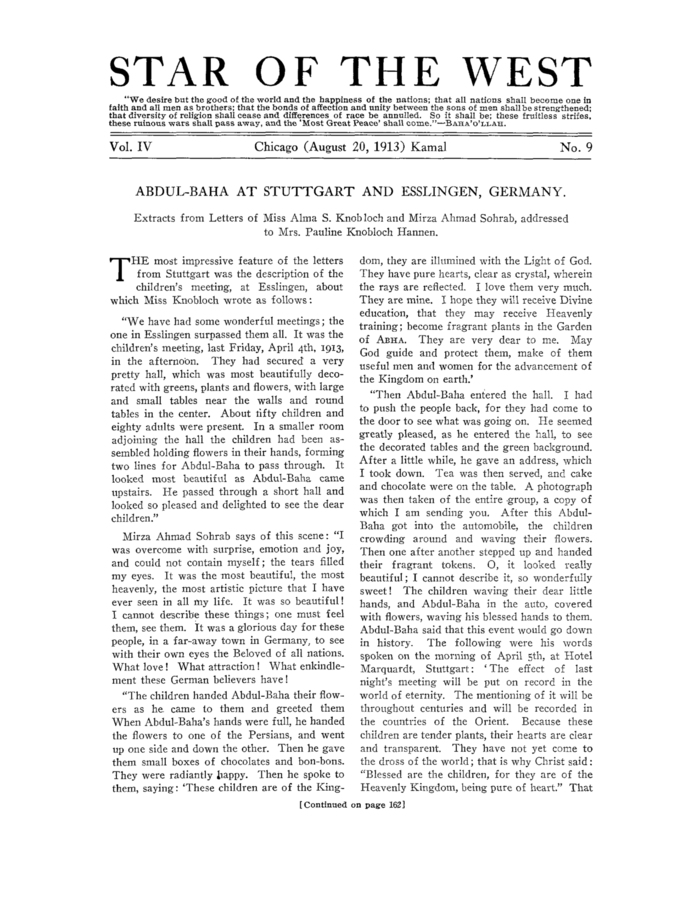 STAR OF THE WEST
"We desire but the good of the world and the happiness of the nations; that all nations shall become one in
faith and all men as brothers; that the bonds of affection and unity between the sons of men shall be strengthened;
that diversity of religion shall cease and differences of race be annulled. So it shall be; these fruitless strifes,
these ruinous wars shall pass away, and the 'Most Great Peace' shall come."—BAHA'O'LLAH.
Vol. IV Chicago (August 20, 1913) Kamal No. 9
ABDUL-BAHA AT STUTTGART AND ESSLINGEN, GERMANY.
Extracts from Letters of Miss Alma S. Knobloch and Mirza Ahmad Sohrab, addressed
to Mrs. Pauline Knobloch Hannen.
THE most impressive feature of the letters
from Stuttgart was the description of the
children's meeting, at Esslingen, about
which Miss Knobloch wrote as follows:
"We have had some wonderful meetings; the
one in Esslingen surpassed them all. It was the
children's meeting, last Friday, April 4th, 1913,
in the afternoon. They had secured a very
pretty hall, which was most beautifully deco-
rated with greens, plants and flowers, with large
and small tables near the walls and round
tables in the center. About fifty children and
eighty adults were present. In a smaller room
adjoining the hall the children had been as-
sembled holding flowers in their hands, forming
two lines for Abdul-Baha to pass through. It
looked most beautiful as Abdul-Baha came
upstairs. He passed through a short hall and
looked so pleased and delighted to see the dear
children."
Mirza Ahmad Sohrab says of this scene: "I
was overcome with surprise, emotion and joy,
and could not contain myself; the tears filled
my eyes. It was the most beautiful, the most
heavenly, the most artistic picture that I have
ever seen in all my life. It was so beautiful!
I cannot describe these things; one must feel
them, see them. It was a glorious day for these
people, in a far-away town in Germany, to see
with their own eyes the Beloved of all nations.
What love! What attraction! What enkindle-
ment these German believers have!
"The children handed Abdul-Baha their flow-
ers as he came to them and greeted them
When Abdul-Baha's hands were full, he handed
the flowers to one of the Persians, and went
up one side and down the other. Then he gave
them small boxes of chocolates and bon-bons.
They were radiantly happy. Then he spoke to
them, saying: 'These children are of the King-
dom, they are illumined with the Light of God.
They have pure hearts, clear as crystal, wherein
the rays are reflected. I love them very much.
They are mine. I hope they will receive Divine
education, that they may receive Heavenly
training; become fragrant plants in the Garden
of ABHA. They are very dear to me. May
God guide and protect them, make of them
useful men and women for the advancement of
the Kingdom on earth.'
"Then Abdul-Baha entered the hall. I had
to push the people back, for they had come to
the door to see what was going on. He seemed
greatly pleased, as he entered the hall, to see
the decorated tables and the green background.
After a little while, he gave an address, which
I took down. Tea was then served, and cake
and chocolate were on the table. A photograph
was then taken of the entire group, a copy of
which I am sending you. After this Abdul-
Baha got into the automobile, the children
crowding around and waving their flowers.
Then one after another stepped up and handed
their fragrant tokens. O, it looked really
beautiful; I cannot describe it, so wonderfully
sweet! The children waving their dear little
hands, and Abdul-Baha in the auto, covered
with flowers, waving his blessed hands to them.
Abdul-Baha said that this event would go down
in history. The following were his words
spoken on the morning of April 5th, at Hotel
Marquardt, Stuttgart: 'The effect of last
night's meeting will be put on record in the
world of eternity. The mentioning of it will be
throughout centuries and will be recorded in
the countries of the Orient. Because these
children are tender plants, their hearts are clear
and transparent. They have not yet come to
the dross of the world; that is why Christ said:
"Blessed are the children, for they are of the
Heavenly Kingdom, being pure of heart." That
[Continued on page 162]